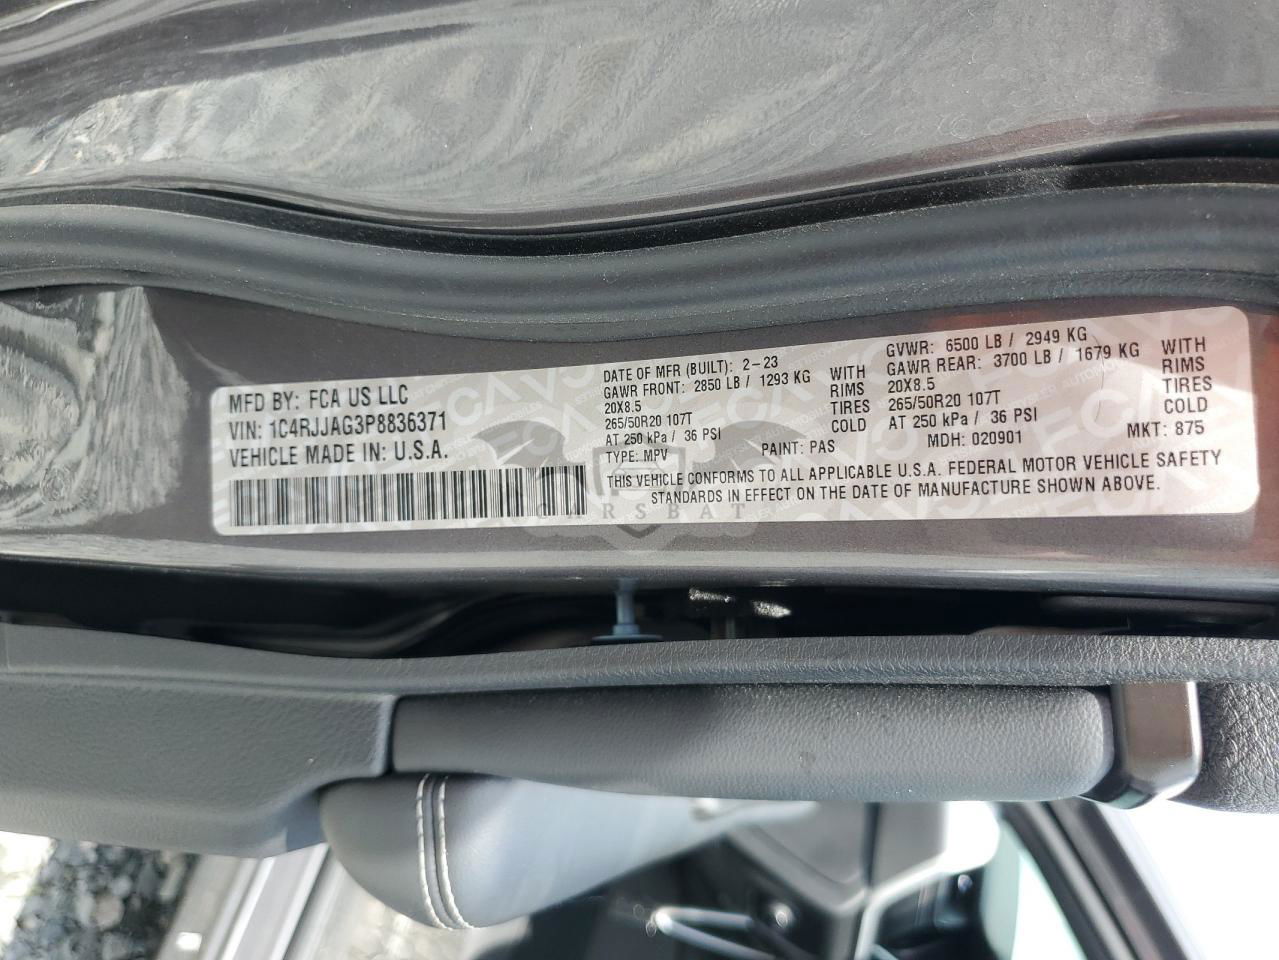 MFD BY: FCA US LLC
VIN: 1C4RJJAG3P8836371
VEHICLE MADE IN: U.S.A.
DATE OF MFR (BUILT): 2-23
GAWR FRONT: 2850 LB / 1293 KG WITH
20X8.5 RIMS
265/50R20 107T TIRES
AT 250 kPa / 36 PSI COLD
TYPE: MPV PAINT: PAS
GVWR: 6500 LB / 2949 KG
GAWR REAR: 3700 LB / 1679 KG WITH
20X8.5 RIMS
265/50R20 107T TIRES
AT 250 kPa / 36 PSI COLD
MDH: 020901 MKT: 875
THIS VEHICLE CONFORMS TO ALL APPLICABLE U.S.A. FEDERAL MOTOR VEHICLE SAFETY
STANDARDS IN EFFECT ON THE DATE OF MANUFACTURE SHOWN ABOVE.
CARSBAT